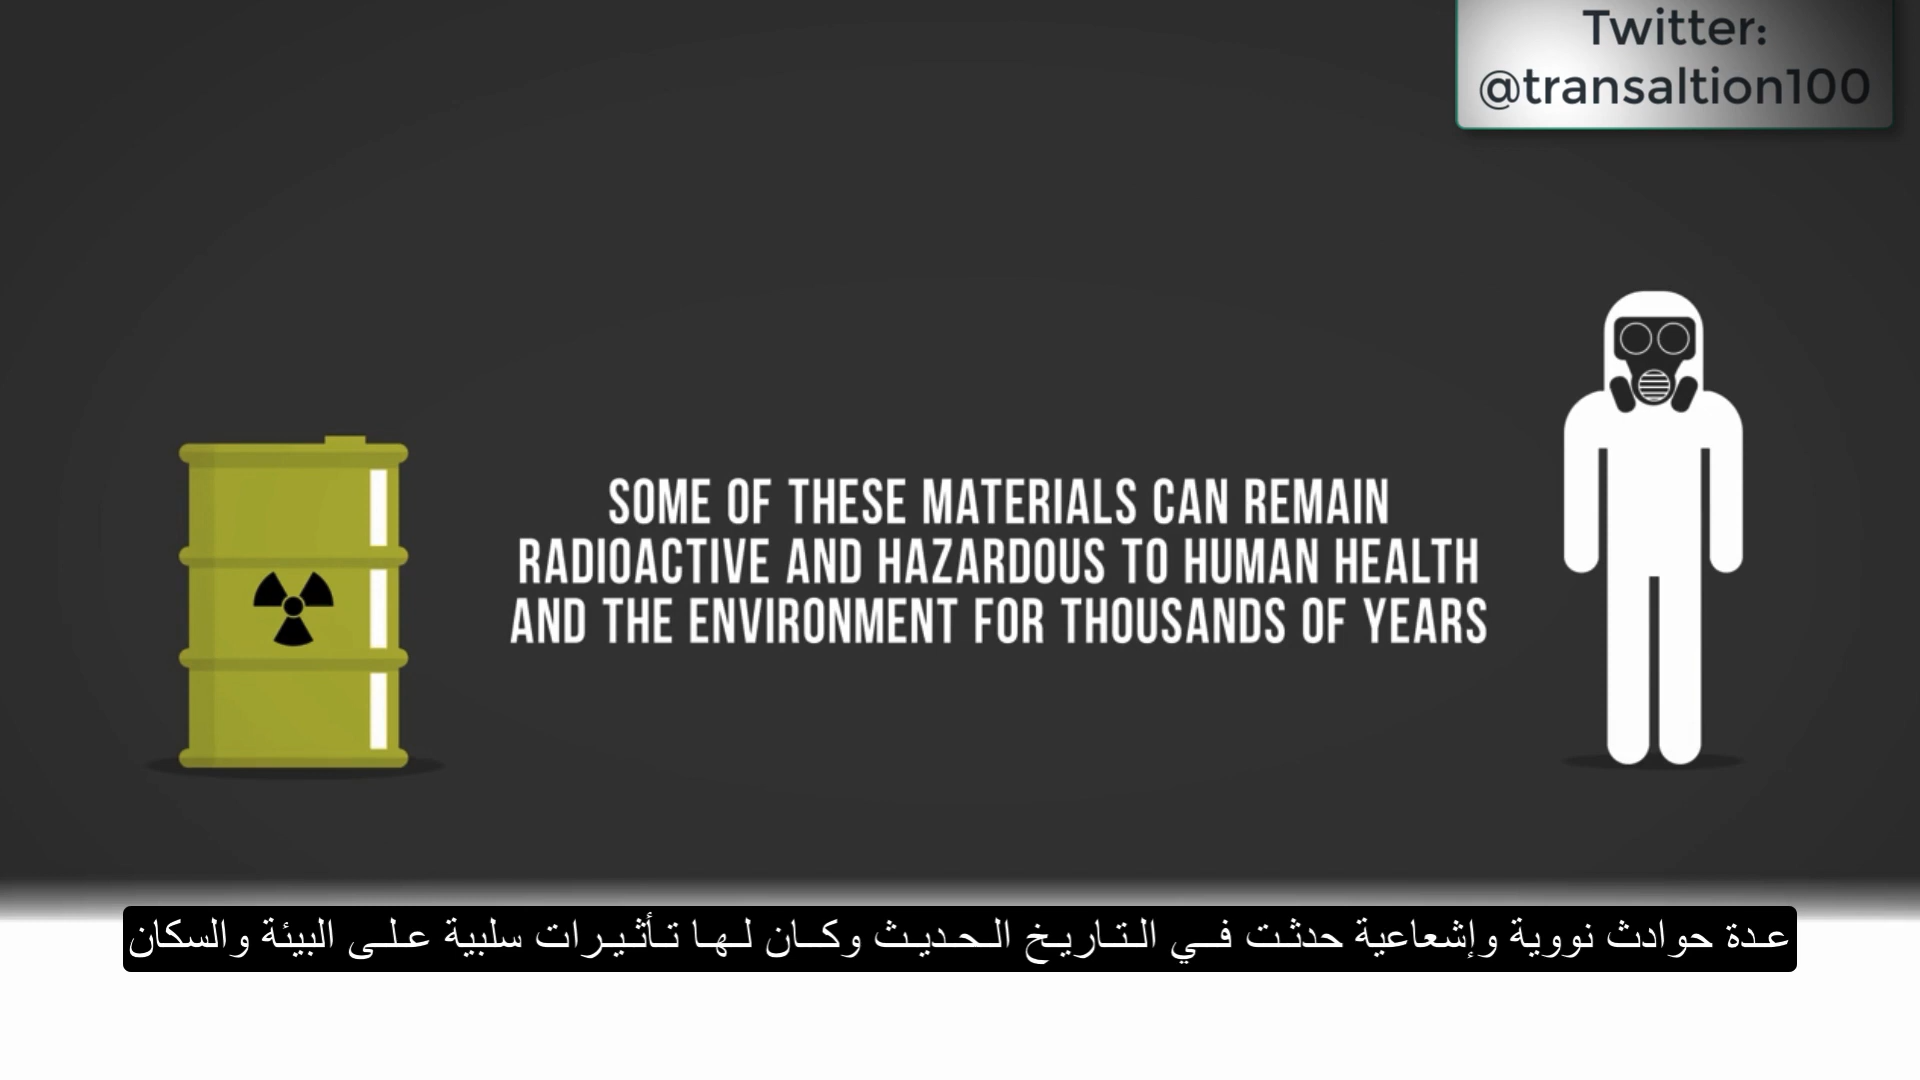 Twitter:
@transaltion100
SOME OF THESE MATERIALS CAN REMAIN
RADIOACTIVE AND HAZARDOUS TO HUMAN HEALTH
AND THE ENVIRONMENT FOR THOUSANDS OF YEARS
عدة حوادث نووية وإشعاعية حدثت في التاريخ الحديث وكان لها تأثيرات سلبية على البيئة والسكان